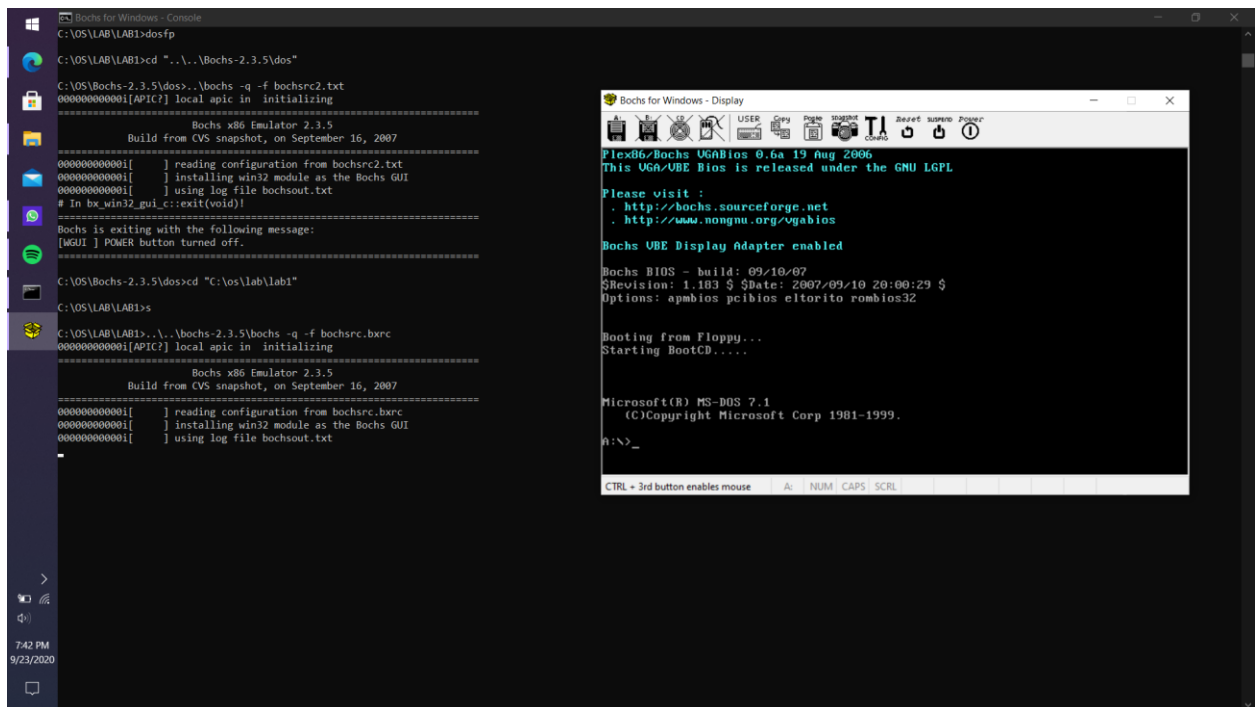 Bochs for Windows - Console
C:\OS\LAB\LAB1>dosfp
C:\OS\LAB\LAB1>cd "..\..\Bochs-2.3.5\dos"
C:\OS\Bochs-2.3.5\dos>..\bochs -q -f bochsrc2.txt
00000000000i[APIC?] local apic in  initializing
========================================================================
Bochs x86 Emulator 2.3.5
Build from CVS snapshot, on September 16, 2007
========================================================================
00000000000i[     ] reading configuration from bochsrc2.txt
00000000000i[     ] installing win32 module as the Bochs GUI
00000000000i[     ] using log file bochsout.txt
# In bx_win32_gui_c::exit(void)!
========================================================================
Bochs is exiting with the following message:
[WGUI ] POWER button turned off.
========================================================================
C:\OS\Bochs-2.3.5\dos>cd "C:\os\lab\lab1"
C:\OS\LAB\LAB1>s
C:\OS\LAB\LAB1>..\..\bochs-2.3.5\bochs -q -f bochsrc.bxrc
00000000000i[APIC?] local apic in  initializing
========================================================================
Bochs x86 Emulator 2.3.5
Build from CVS snapshot, on September 16, 2007
========================================================================
00000000000i[     ] reading configuration from bochsrc.bxrc
00000000000i[     ] installing win32 module as the Bochs GUI
00000000000i[     ] using log file bochsout.txt
Bochs for Windows - Display
A: B: CD USER Copy Paste snapshot CONFIG Reset SUSPEND Power
Plex86/Bochs VGABios 0.6a 19 Aug 2006
This VGA/VBE Bios is released under the GNU LGPL
Please visit :
. http://bochs.sourceforge.net
. http://www.nongnu.org/vgabios
Bochs VBE Display Adapter enabled
Bochs BIOS - build: 09/10/07
$Revision: 1.183 $ $Date: 2007/09/10 20:00:29 $
Options: apmbios pcibios eltorito rombios32
Booting from Floppy...
Starting BootCD.....
Microsoft(R) MS-DOS 7.1
(C)Copyright Microsoft Corp 1981-1999.
A:\>_
CTRL + 3rd button enables mouse A: NUM CAPS SCRL
7:42 PM
9/23/2020